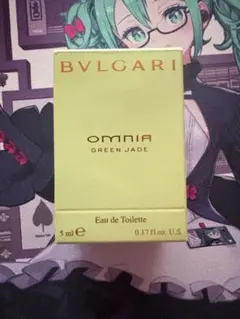 BVLGARI
OMNIA
GREEN JADE
Eau de Toilette
5 ml ℮ 0.17 fl.oz. U.S.